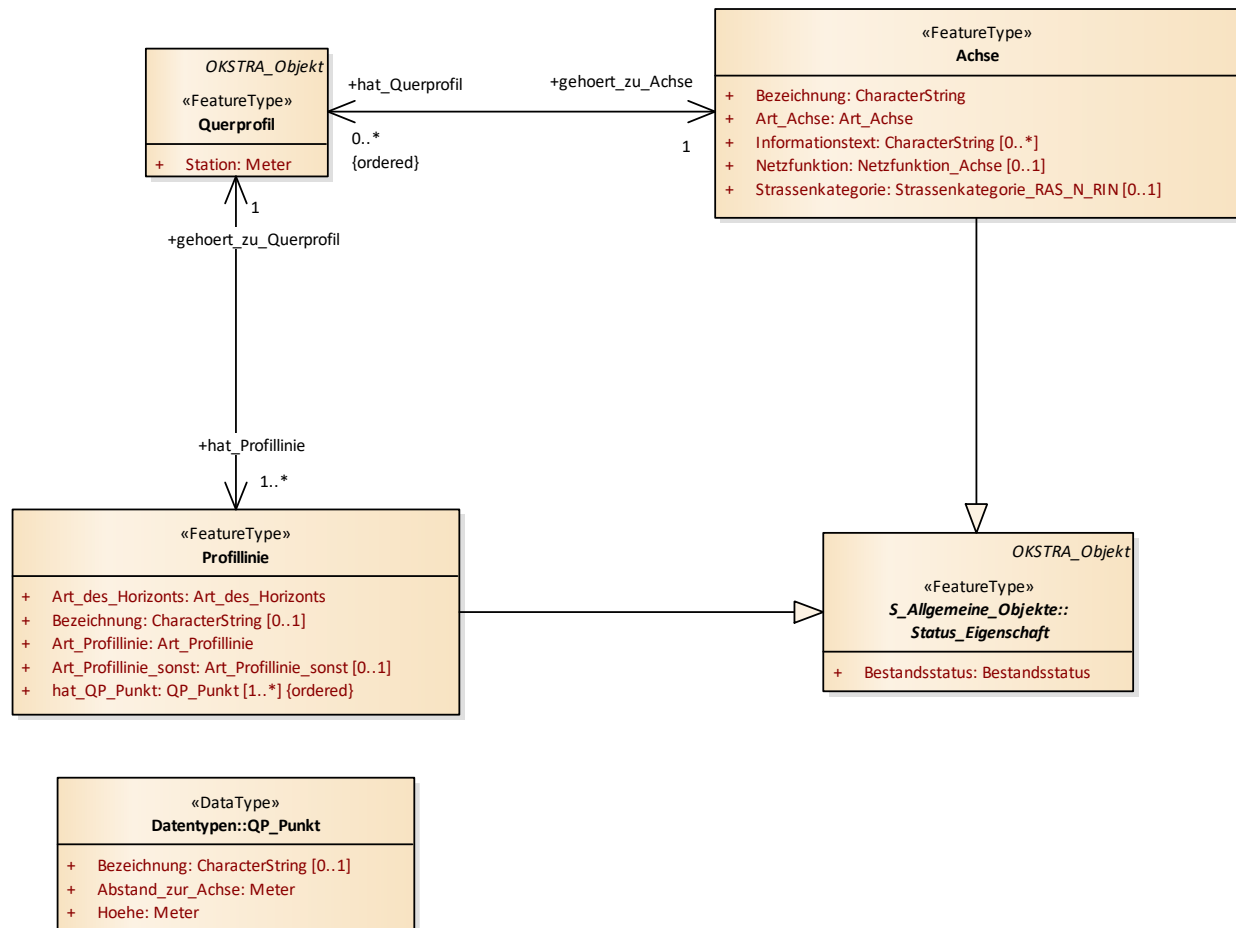 OKSTRA_Objekt
«FeatureType»
Querprofil
+ Station: Meter
+hat_Querprofil
0..*
{ordered}
+gehoert_zu_Achse
1
«FeatureType»
Achse
+ Bezeichnung: CharacterString
+ Art_Achse: Art_Achse
+ Informationstext: CharacterString [0..*]
+ Netzfunktion: Netzfunktion_Achse [0..1]
+ Strassenkategorie: Strassenkategorie_RAS_N_RIN [0..1]
1
+gehoert_zu_Querprofil
+hat_Profillinie
1..*
«FeatureType»
Profillinie
+ Art_des_Horizonts: Art_des_Horizonts
+ Bezeichnung: CharacterString [0..1]
+ Art_Profillinie: Art_Profillinie
+ Art_Profillinie_sonst: Art_Profillinie_sonst [0..1]
+ hat_QP_Punkt: QP_Punkt [1..*] {ordered}
OKSTRA_Objekt
«FeatureType»
S_Allgemeine_Objekte::
Status_Eigenschaft
+ Bestandsstatus: Bestandsstatus
«DataType»
Datentypen::QP_Punkt
+ Bezeichnung: CharacterString [0..1]
+ Abstand_zur_Achse: Meter
+ Hoehe: Meter